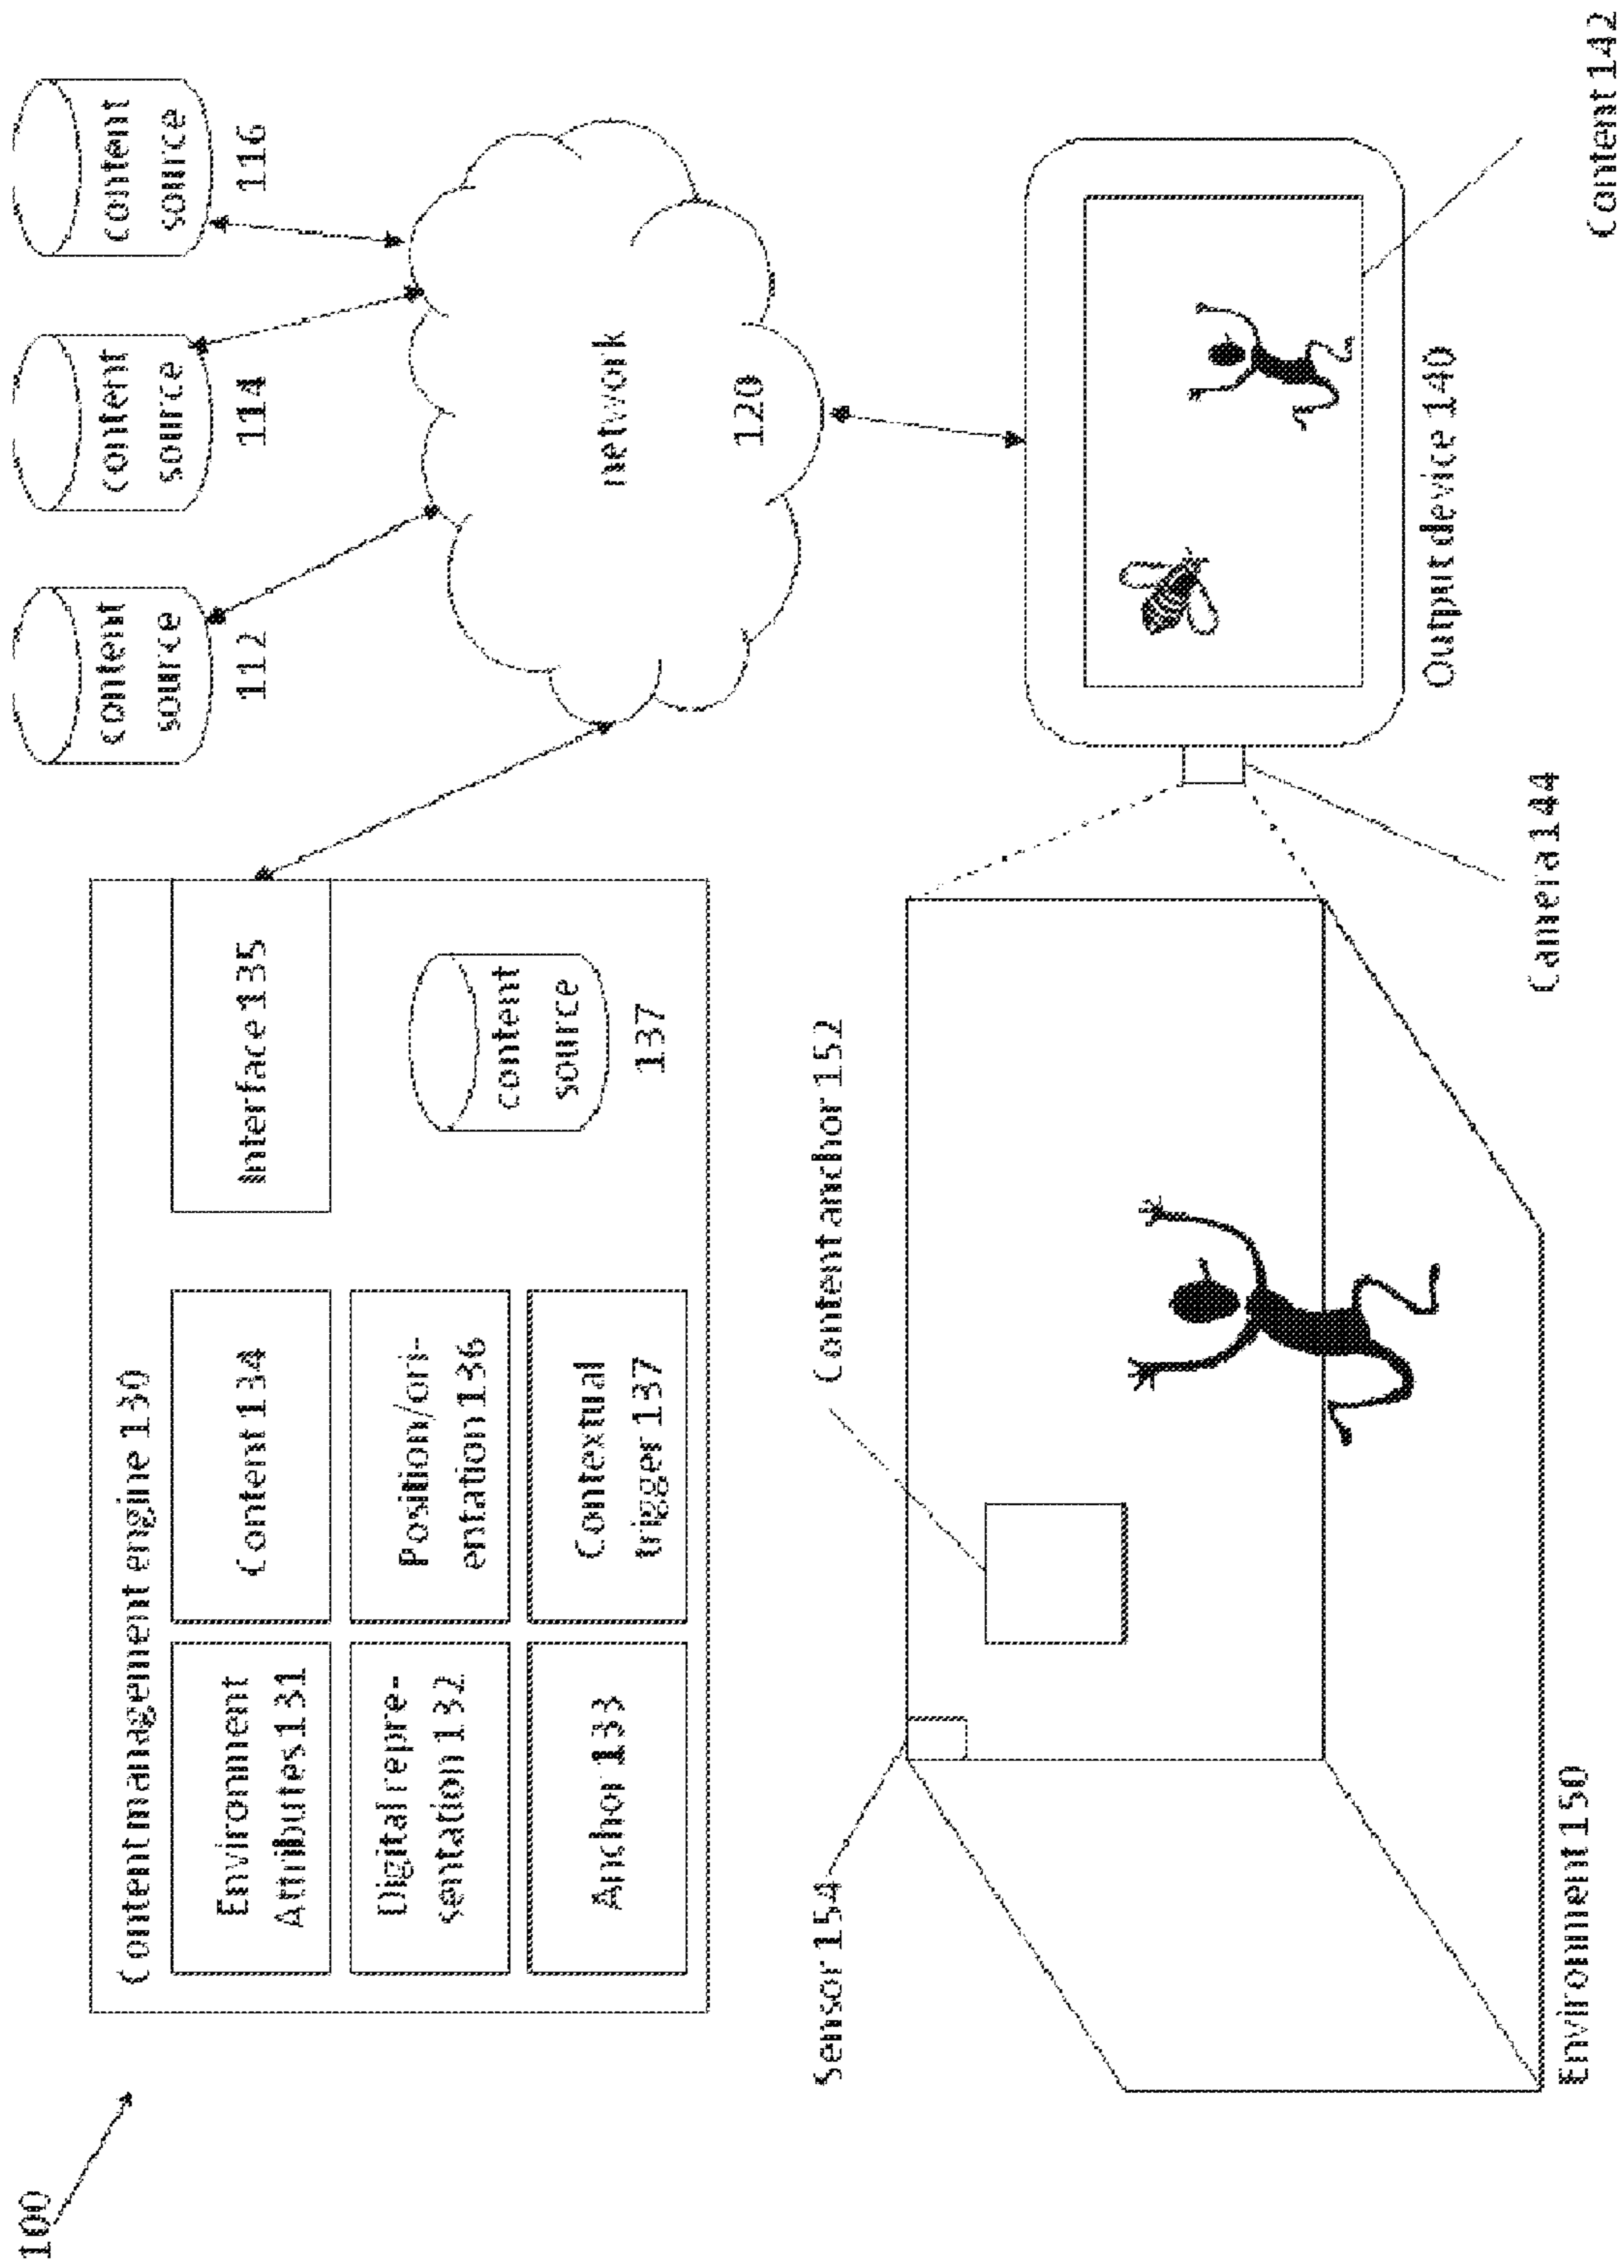 100
Content management engine 130
Environment
Attributes 131
Content 134
Interface 135
Digital repre-
sentation 132
Position/ori-
entation 136
Anchor 133
Contextual
trigger 137
content
source
137
content
source
112
content
source
114
content
source
116
network
120
Sensor 154
Content anchor 152
Environment 150
Camera 144
Output device 140
Content 142